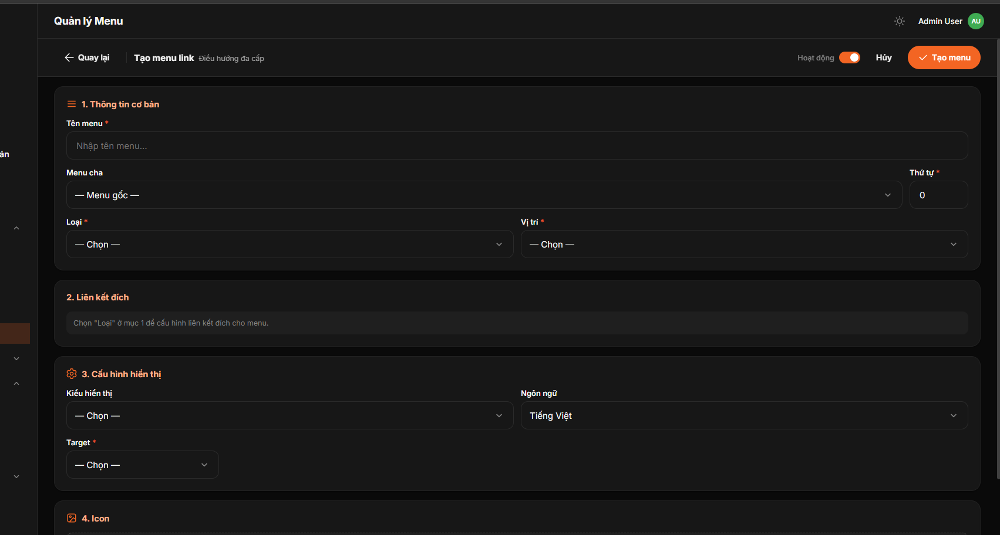 Quản lý Menu
Admin User AU
Quay lại
Tạo menu link Điều hướng đa cấp
Hoạt động
Hủy
Tạo menu
án
1. Thông tin cơ bản
Tên menu *
Nhập tên menu...
Menu cha
Thứ tự *
— Menu gốc —
0
Loại *
Vị trí *
— Chọn —
— Chọn —
2. Liên kết đích
Chọn "Loại" ở mục 1 để cấu hình liên kết đích cho menu.
3. Cấu hình hiển thị
Kiểu hiển thị
Ngôn ngữ
— Chọn —
Tiếng Việt
Target *
— Chọn —
4. Icon